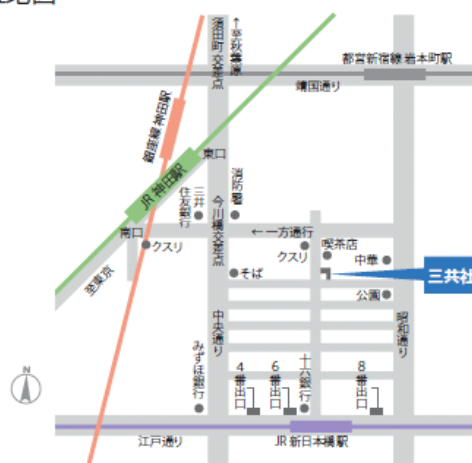 須田町交差点
←至秋葉原
都営新宿線 岩本町駅
靖国通り
銀座線 神田駅
JR 神田駅
東口
三井
住友銀行
消防署
今川橋交差点
南口
クスリ
←一方通行
クスリ
喫茶店
中華
そば
三共社
公園
至東京
中央通り
昭和通り
みずほ銀行
4番出口
6番出口
十六銀行
8番出口
N
江戸通り
JR 新日本橋駅